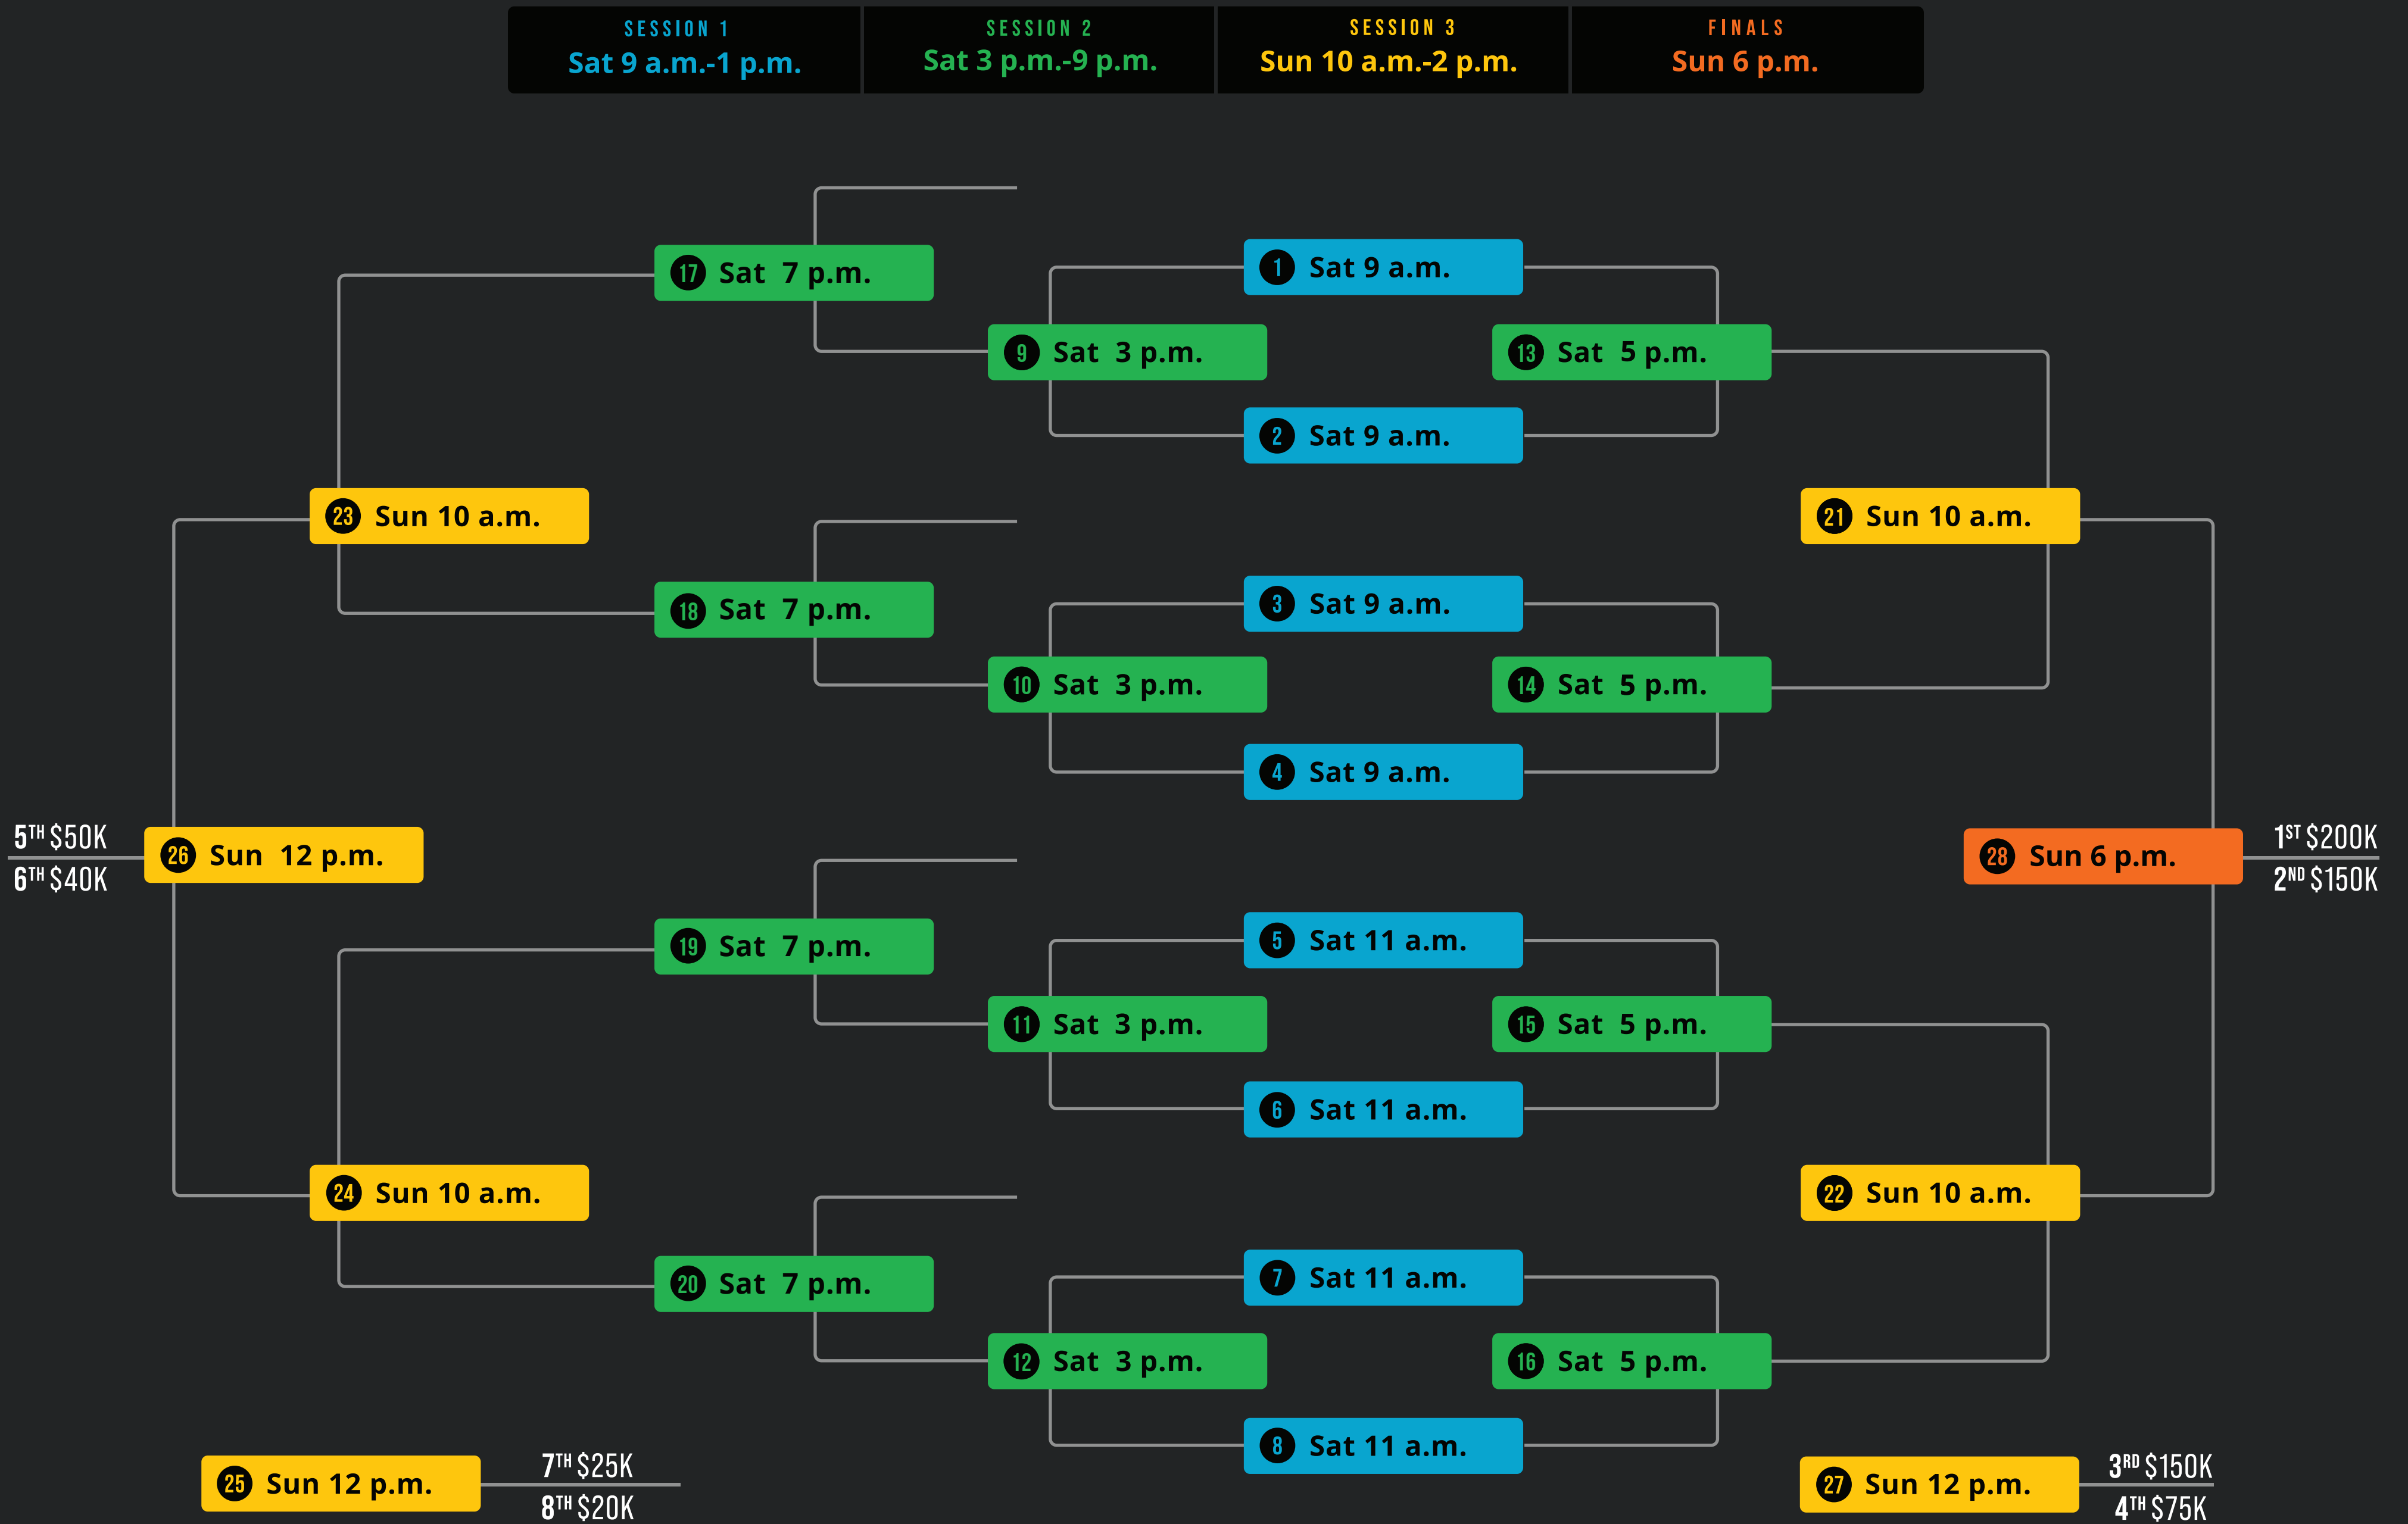 SESSION 1
Sat 9 a.m.-1 p.m.
SESSION 2
Sat 3 p.m.-9 p.m.
SESSION 3
Sun 10 a.m.-2 p.m.
FINALS
Sun 6 p.m.
1 Sat 9 a.m.
17 Sat 7 p.m.
9 Sat 3 p.m.
13 Sat 5 p.m.
2 Sat 9 a.m.
23 Sun 10 a.m.
21 Sun 10 a.m.
3 Sat 9 a.m.
18 Sat 7 p.m.
10 Sat 3 p.m.
14 Sat 5 p.m.
4 Sat 9 a.m.
5TH $50K
6TH $40K
26 Sun 12 p.m.
28 Sun 6 p.m.
1ST $200K
2ND $150K
5 Sat 11 a.m.
19 Sat 7 p.m.
11 Sat 3 p.m.
15 Sat 5 p.m.
6 Sat 11 a.m.
24 Sun 10 a.m.
22 Sun 10 a.m.
7 Sat 11 a.m.
20 Sat 7 p.m.
12 Sat 3 p.m.
16 Sat 5 p.m.
8 Sat 11 a.m.
25 Sun 12 p.m.
7TH $25K
8TH $20K
27 Sun 12 p.m.
3RD $150K
4TH $75K